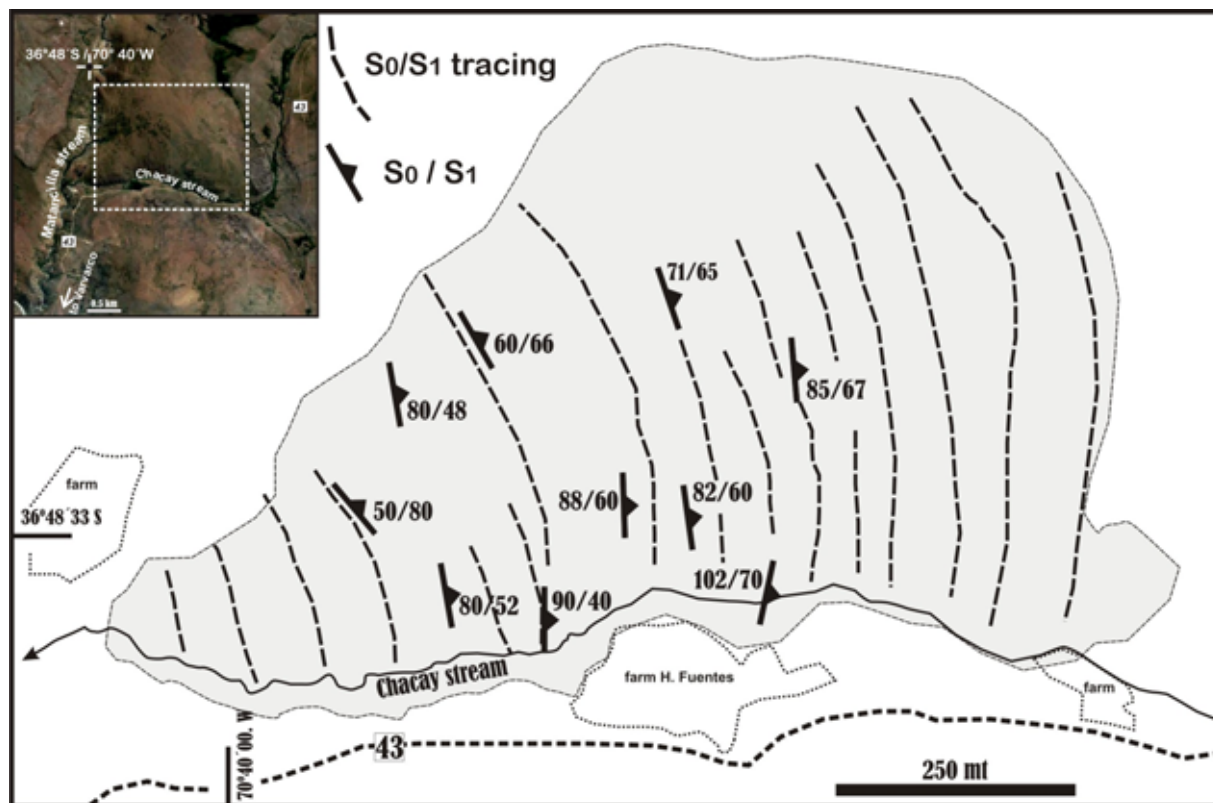 36°48´S / 70° 40´W
43
Matancilla stream
Chacay stream
43
to Varvarco
0.5 km
S0/S1 tracing
S0 / S1
71/65
60/66
85/67
80/48
farm
36°48´33 S
50/80
88/60
82/60
102/70
80/52
90/40
Chacay stream
farm H. Fuentes
farm
70°40´00. W
43
250 mt